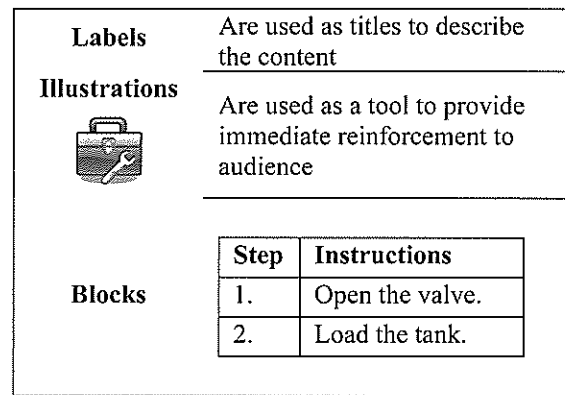 Labels
Are used as titles to describe
the content
Illustrations
Are used as a tool to provide
immediate reinforcement to
audience
Blocks
Step Instructions
1. Open the valve.
2. Load the tank.